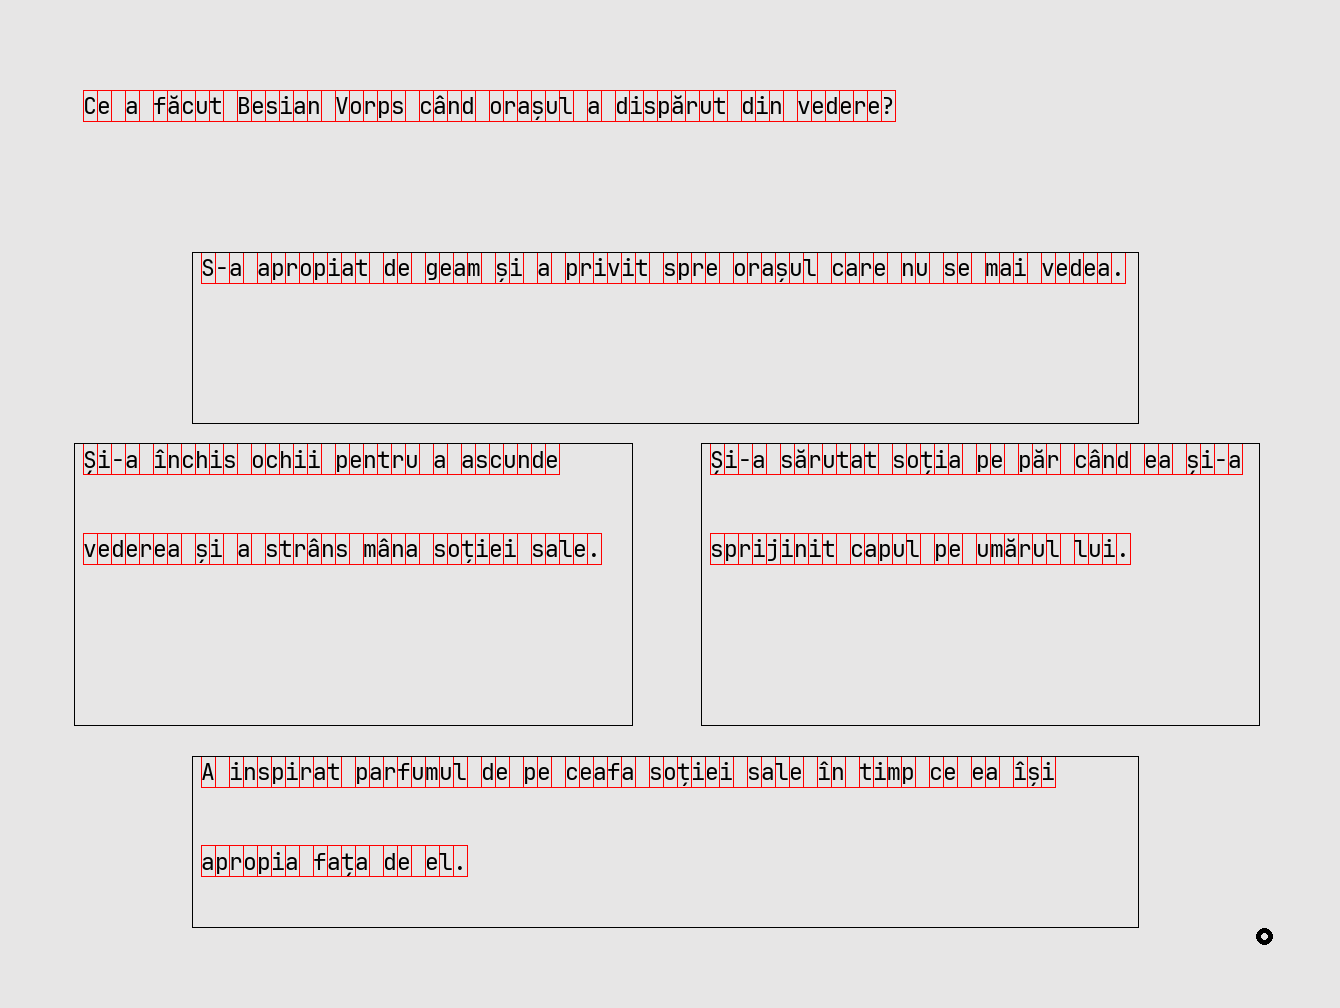 Ce a făcut Besian Vorps când orașul a dispărut din vedere?
S-a apropiat de geam și a privit spre orașul care nu se mai vedea.
Și-a închis ochii pentru a ascunde
vederea și a strâns mâna soției sale.
Și-a sărutat soția pe păr când ea și-a
sprijinit capul pe umărul lui.
A inspirat parfumul de pe ceafa soției sale în timp ce ea își
apropia fața de el.